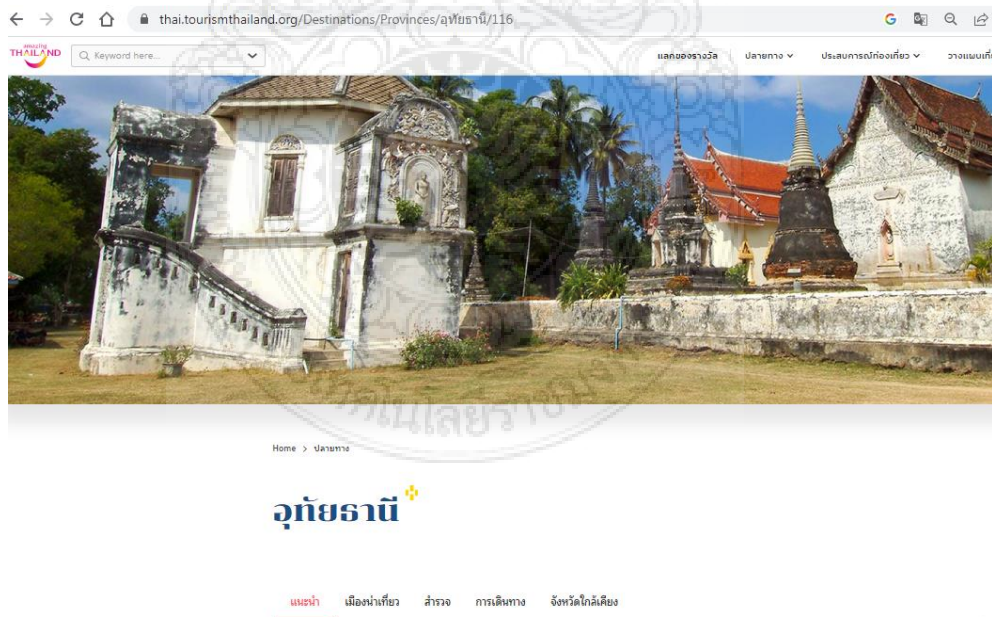 thai.tourismthailand.org/Destinations/Provinces/อุทัยธานี/116
amazing
THAILAND
Keyword here...
แลกของรางวัล ปลายทาง ประสบการณ์ท่องเที่ยว วางแผนเที่
Home > ปลายทาง
อุทัยธานี
แนะนำ เมืองน่าเที่ยว สำรวจ การเดินทาง จังหวัดใกล้เคียง